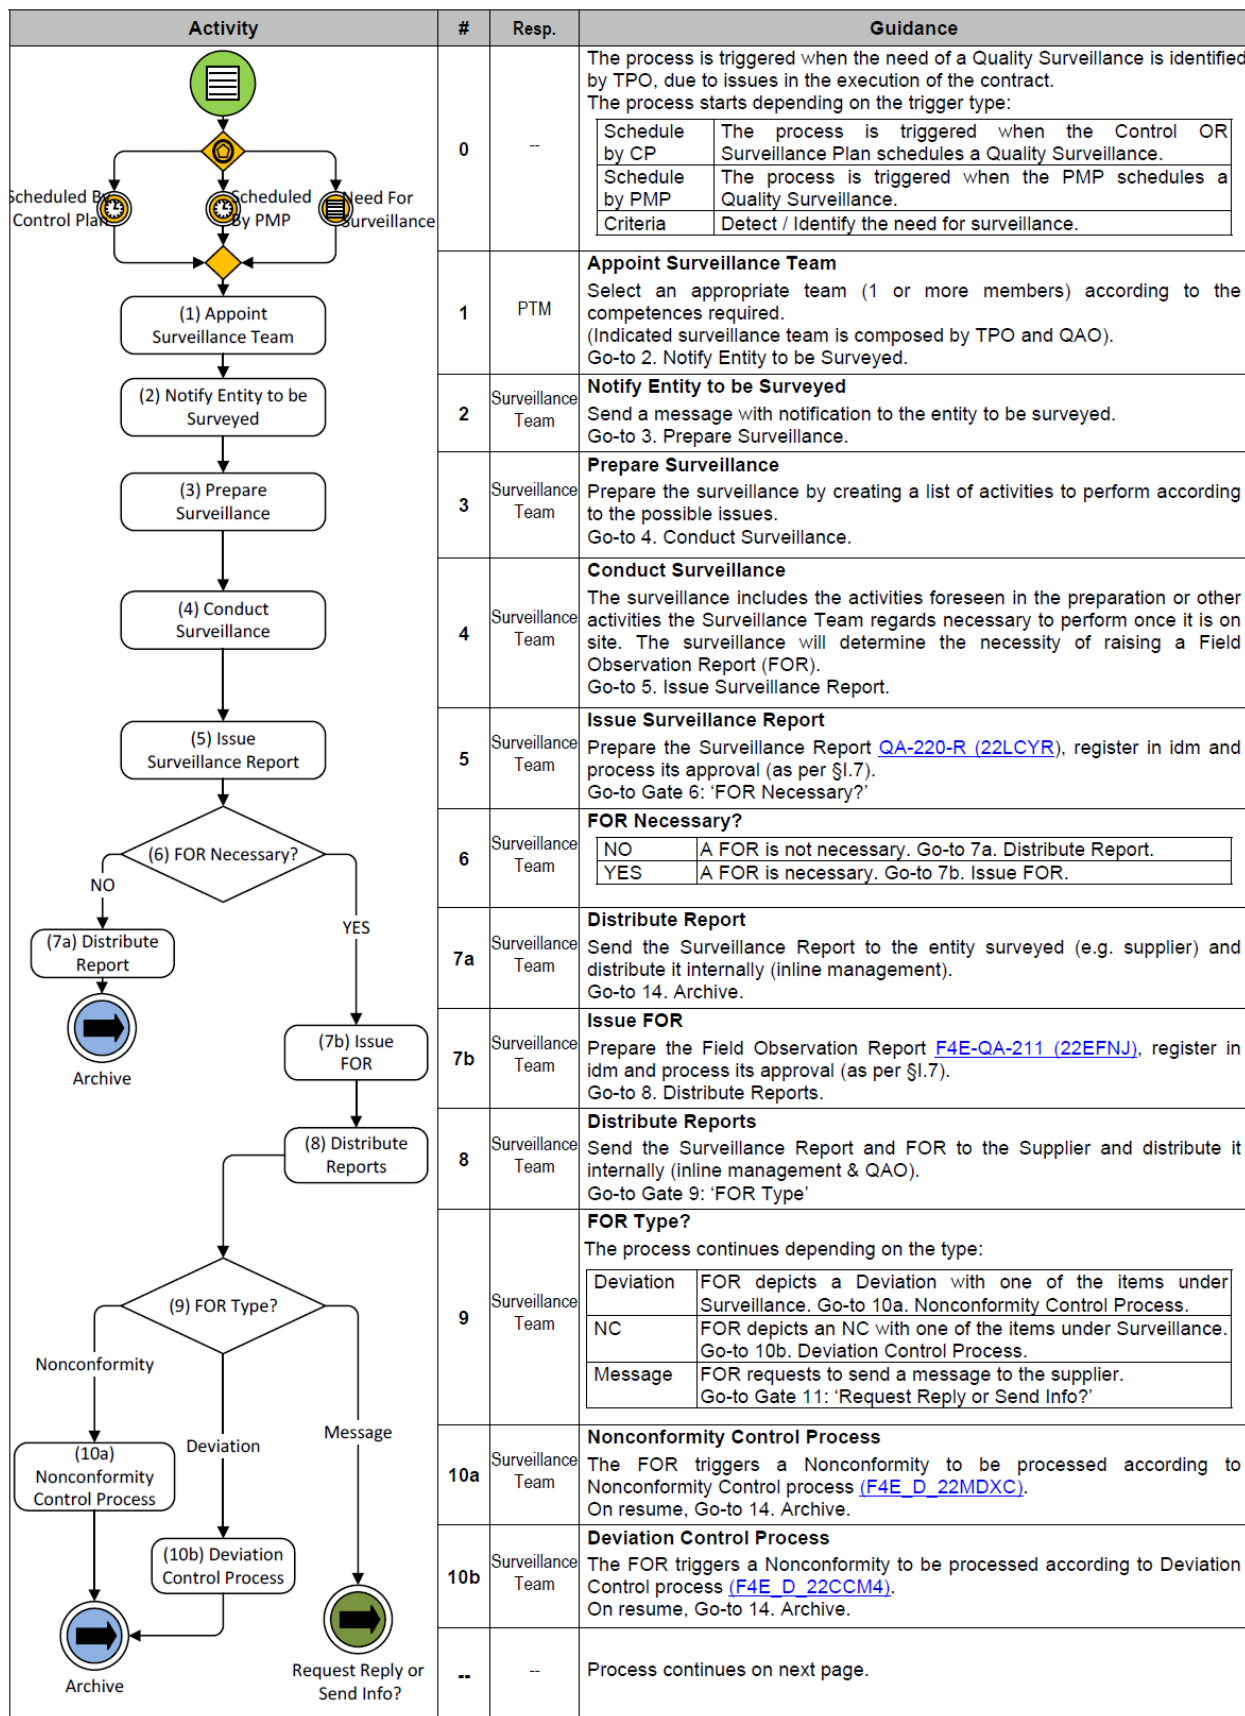 Activity
#
Resp.
Guidance
Scheduled By
Control Plan
Scheduled
By PMP
Need For
Surveillance
(1) Appoint
Surveillance Team
(2) Notify Entity to be
Surveyed
(3) Prepare
Surveillance
(4) Conduct
Surveillance
(5) Issue
Surveillance Report
(6) FOR Necessary?
NO
YES
(7a) Distribute
Report
Archive
(7b) Issue
FOR
(8) Distribute
Reports
(9) FOR Type?
Nonconformity
Deviation
Message
(10a)
Nonconformity
Control Process
(10b) Deviation
Control Process
Archive
Request Reply or
Send Info?
0
--
The process is triggered when the need of a Quality Surveillance is identified
by TPO, due to issues in the execution of the contract.
The process starts depending on the trigger type:
Schedule The process is triggered when the Control OR
by CP Surveillance Plan schedules a Quality Surveillance.
Schedule The process is triggered when the PMP schedules a
by PMP Quality Surveillance.
Criteria Detect / Identify the need for surveillance.
1
PTM
Appoint Surveillance Team
Select an appropriate team (1 or more members) according to the
competences required.
(Indicated surveillance team is composed by TPO and QAO).
Go-to 2. Notify Entity to be Surveyed.
2
Surveillance
Team
Notify Entity to be Surveyed
Send a message with notification to the entity to be surveyed.
Go-to 3. Prepare Surveillance.
3
Surveillance
Team
Prepare Surveillance
Prepare the surveillance by creating a list of activities to perform according
to the possible issues.
Go-to 4. Conduct Surveillance.
4
Surveillance
Team
Conduct Surveillance
The surveillance includes the activities foreseen in the preparation or other
activities the Surveillance Team regards necessary to perform once it is on
site. The surveillance will determine the necessity of raising a Field
Observation Report (FOR).
Go-to 5. Issue Surveillance Report.
5
Surveillance
Team
Issue Surveillance Report
Prepare the Surveillance Report QA-220-R (22LCYR), register in idm and
process its approval (as per §I.7).
Go-to Gate 6: ‘FOR Necessary?’
6
Surveillance
Team
FOR Necessary?
NO A FOR is not necessary. Go-to 7a. Distribute Report.
YES A FOR is necessary. Go-to 7b. Issue FOR.
7a
Surveillance
Team
Distribute Report
Send the Surveillance Report to the entity surveyed (e.g. supplier) and
distribute it internally (inline management).
Go-to 14. Archive.
7b
Surveillance
Team
Issue FOR
Prepare the Field Observation Report F4E-QA-211 (22EFNJ), register in
idm and process its approval (as per §I.7).
Go-to 8. Distribute Reports.
8
Surveillance
Team
Distribute Reports
Send the Surveillance Report and FOR to the Supplier and distribute it
internally (inline management & QAO).
Go-to Gate 9: ‘FOR Type’
9
Surveillance
Team
FOR Type?
The process continues depending on the type:
Deviation FOR depicts a Deviation with one of the items under
Surveillance. Go-to 10a. Nonconformity Control Process.
NC FOR depicts an NC with one of the items under Surveillance.
Go-to 10b. Deviation Control Process.
Message FOR requests to send a message to the supplier.
Go-to Gate 11: ‘Request Reply or Send Info?’
10a
Surveillance
Team
Nonconformity Control Process
The FOR triggers a Nonconformity to be processed according to
Nonconformity Control process (F4E_D_22MDXC).
On resume, Go-to 14. Archive.
10b
Surveillance
Team
Deviation Control Process
The FOR triggers a Nonconformity to be processed according to Deviation
Control process (F4E_D_22CCM4).
On resume, Go-to 14. Archive.
--
--
Process continues on next page.